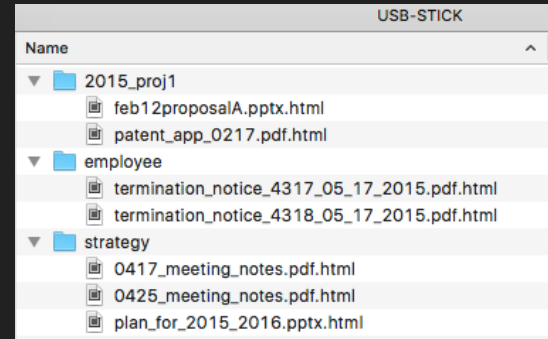 USB-STICK
Name
2015_proj1
feb12proposalA.pptx.html
patent_app_0217.pdf.html
employee
termination_notice_4317_05_17_2015.pdf.html
termination_notice_4318_05_17_2015.pdf.html
strategy
0417_meeting_notes.pdf.html
0425_meeting_notes.pdf.html
plan_for_2015_2016.pptx.html